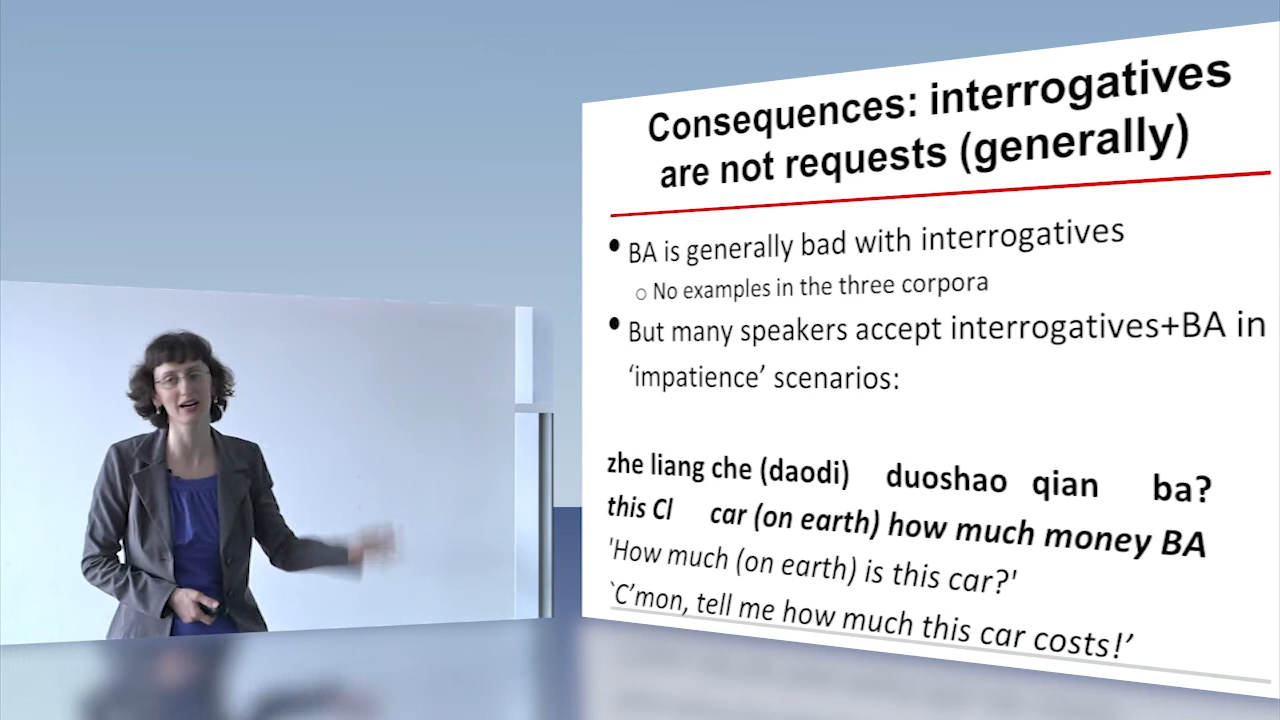 Consequences: interrogatives
are not requests (generally)
• BA is generally bad with interrogatives
o No examples in the three corpora
• But many speakers accept interrogatives+BA in
‘impatience’ scenarios:
zhe liang che (daodi) duoshao qian ba?
this Cl car (on earth) how much money BA
'How much (on earth) is this car?'
`C’mon, tell me how much this car costs!’